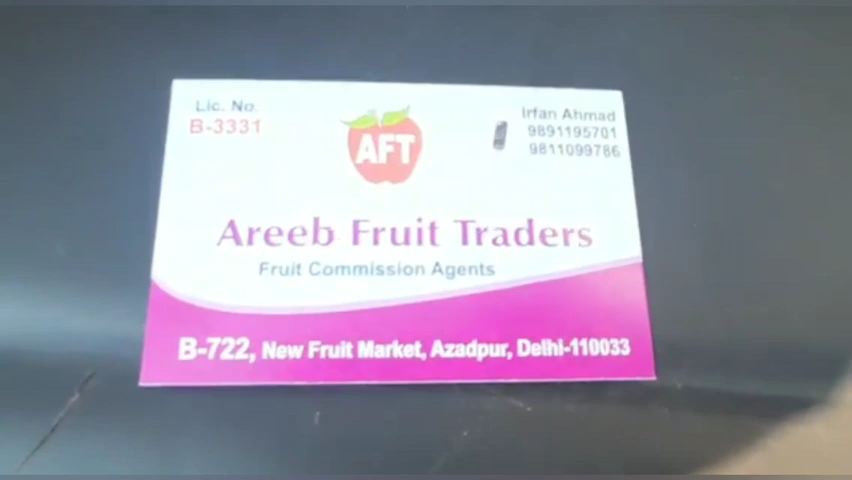 Lic. No.
B-3331
AFT
Irfan Ahmad
9891195701
9811099786
Areeb Fruit Traders
Fruit Commission Agents
B-722, New Fruit Market, Azadpur, Delhi-110033